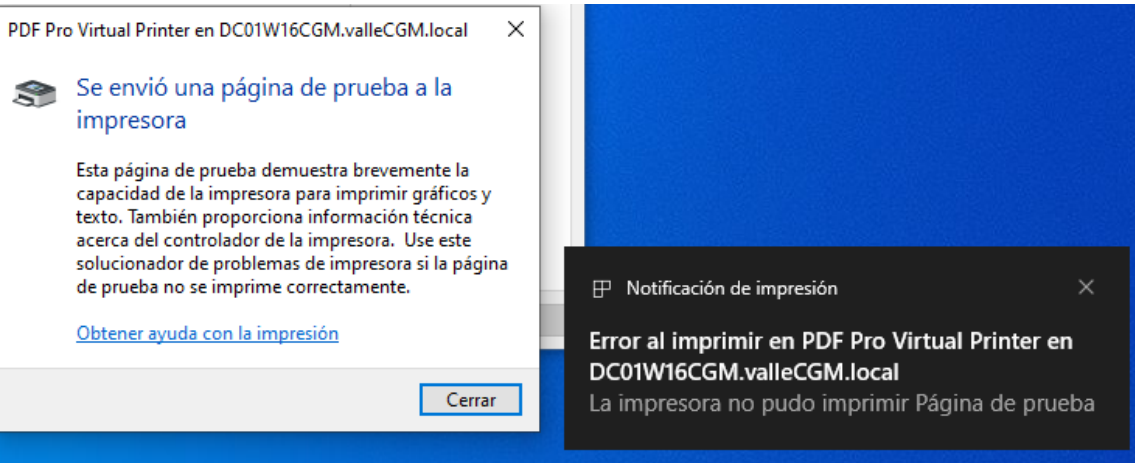 PDF Pro Virtual Printer en DC01W16CGM.valleCGM.local
Se envió una página de prueba a la
impresora
Esta página de prueba demuestra brevemente la
capacidad de la impresora para imprimir gráficos y
texto. También proporciona información técnica
acerca del controlador de la impresora.  Use este
solucionador de problemas de impresora si la página
de prueba no se imprime correctamente.
Obtener ayuda con la impresión
Cerrar
Notificación de impresión
Error al imprimir en PDF Pro Virtual Printer en
DC01W16CGM.valleCGM.local
La impresora no pudo imprimir Página de prueba